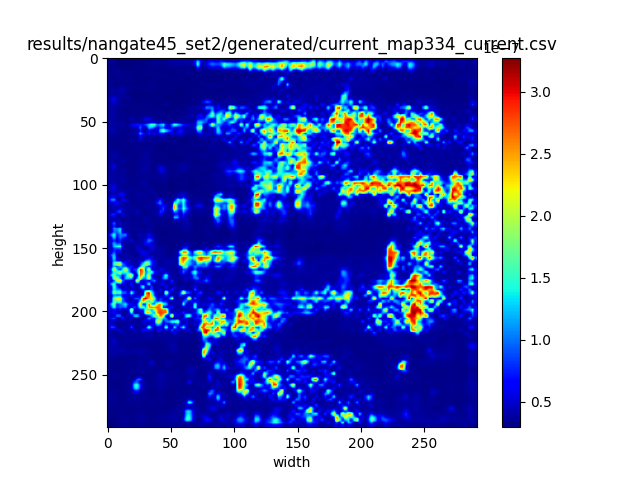 results/nangate45_set2/generated/current_map334_current.csv
1e−7
0
50
100
150
200
250
height
0 50 100 150 200 250
width
3.0
2.5
2.0
1.5
1.0
0.5